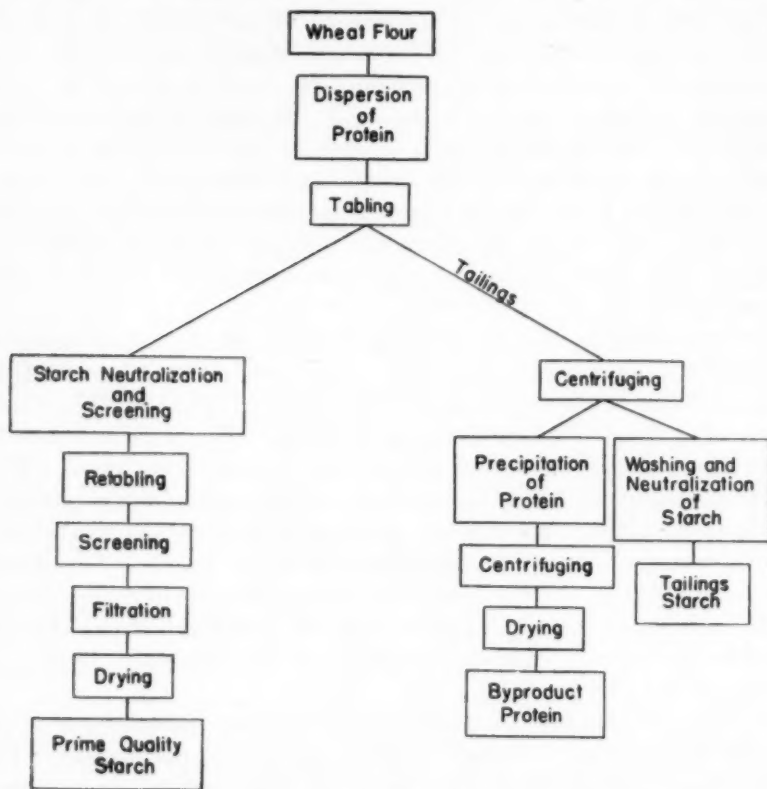 Wheat Flour
Dispersion
of
Protein
Tabling
Tailings
Starch Neutralization
and
Screening
Retabling
Screening
Filtration
Drying
Prime Quality
Starch
Centrifuging
Precipitation
of
Protein
Centrifuging
Drying
Byproduct
Protein
Washing and
Neutralization
of
Starch
Tailings
Starch